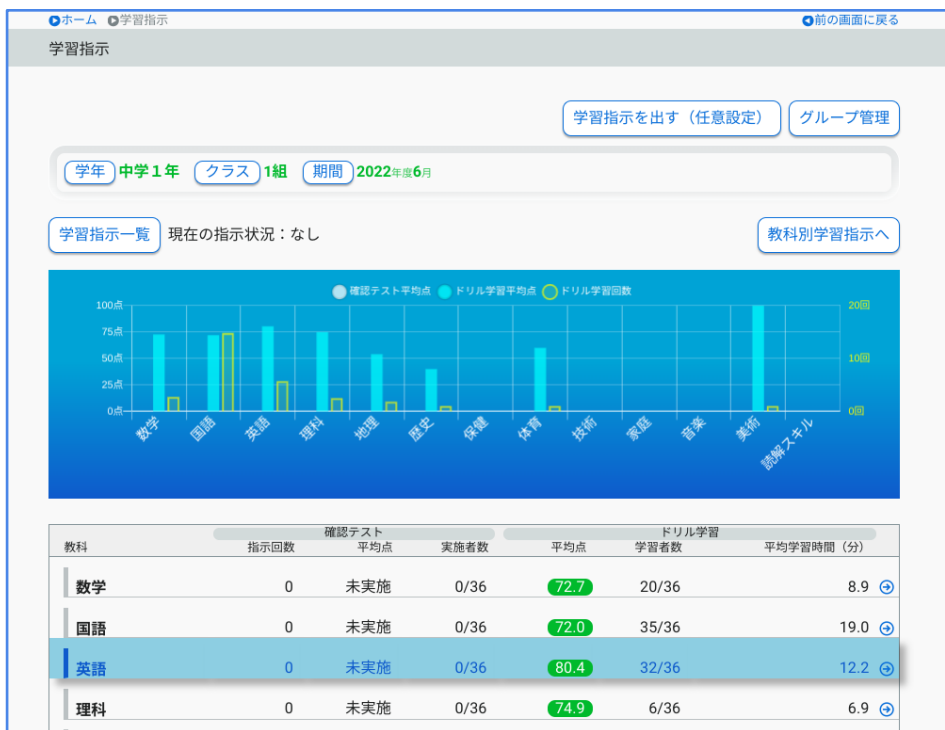 ホーム 学習指示 前の画面に戻る
学習指示
学習指示を出す（任意設定） グループ管理
学年 中学１年 クラス 1組 期間 2022年度6月
学習指示一覧 現在の指示状況：なし 教科別学習指示へ
確認テスト平均点 ドリル学習平均点 ドリル学習回数
100点 20回
75点
50点 10回
25点
0点 0回
数学 国語 英語 理科 地理 歴史 保健 体育 技術 家庭 音楽 美術 読解スキル
確認テスト ドリル学習
教科 指示回数 平均点 実施者数 平均点 学習者数 平均学習時間（分）
数学 0 未実施 0/36 72.7 20/36 8.9
国語 0 未実施 0/36 72.0 35/36 19.0
英語 0 未実施 0/36 80.4 32/36 12.2
理科 0 未実施 0/36 74.9 6/36 6.9